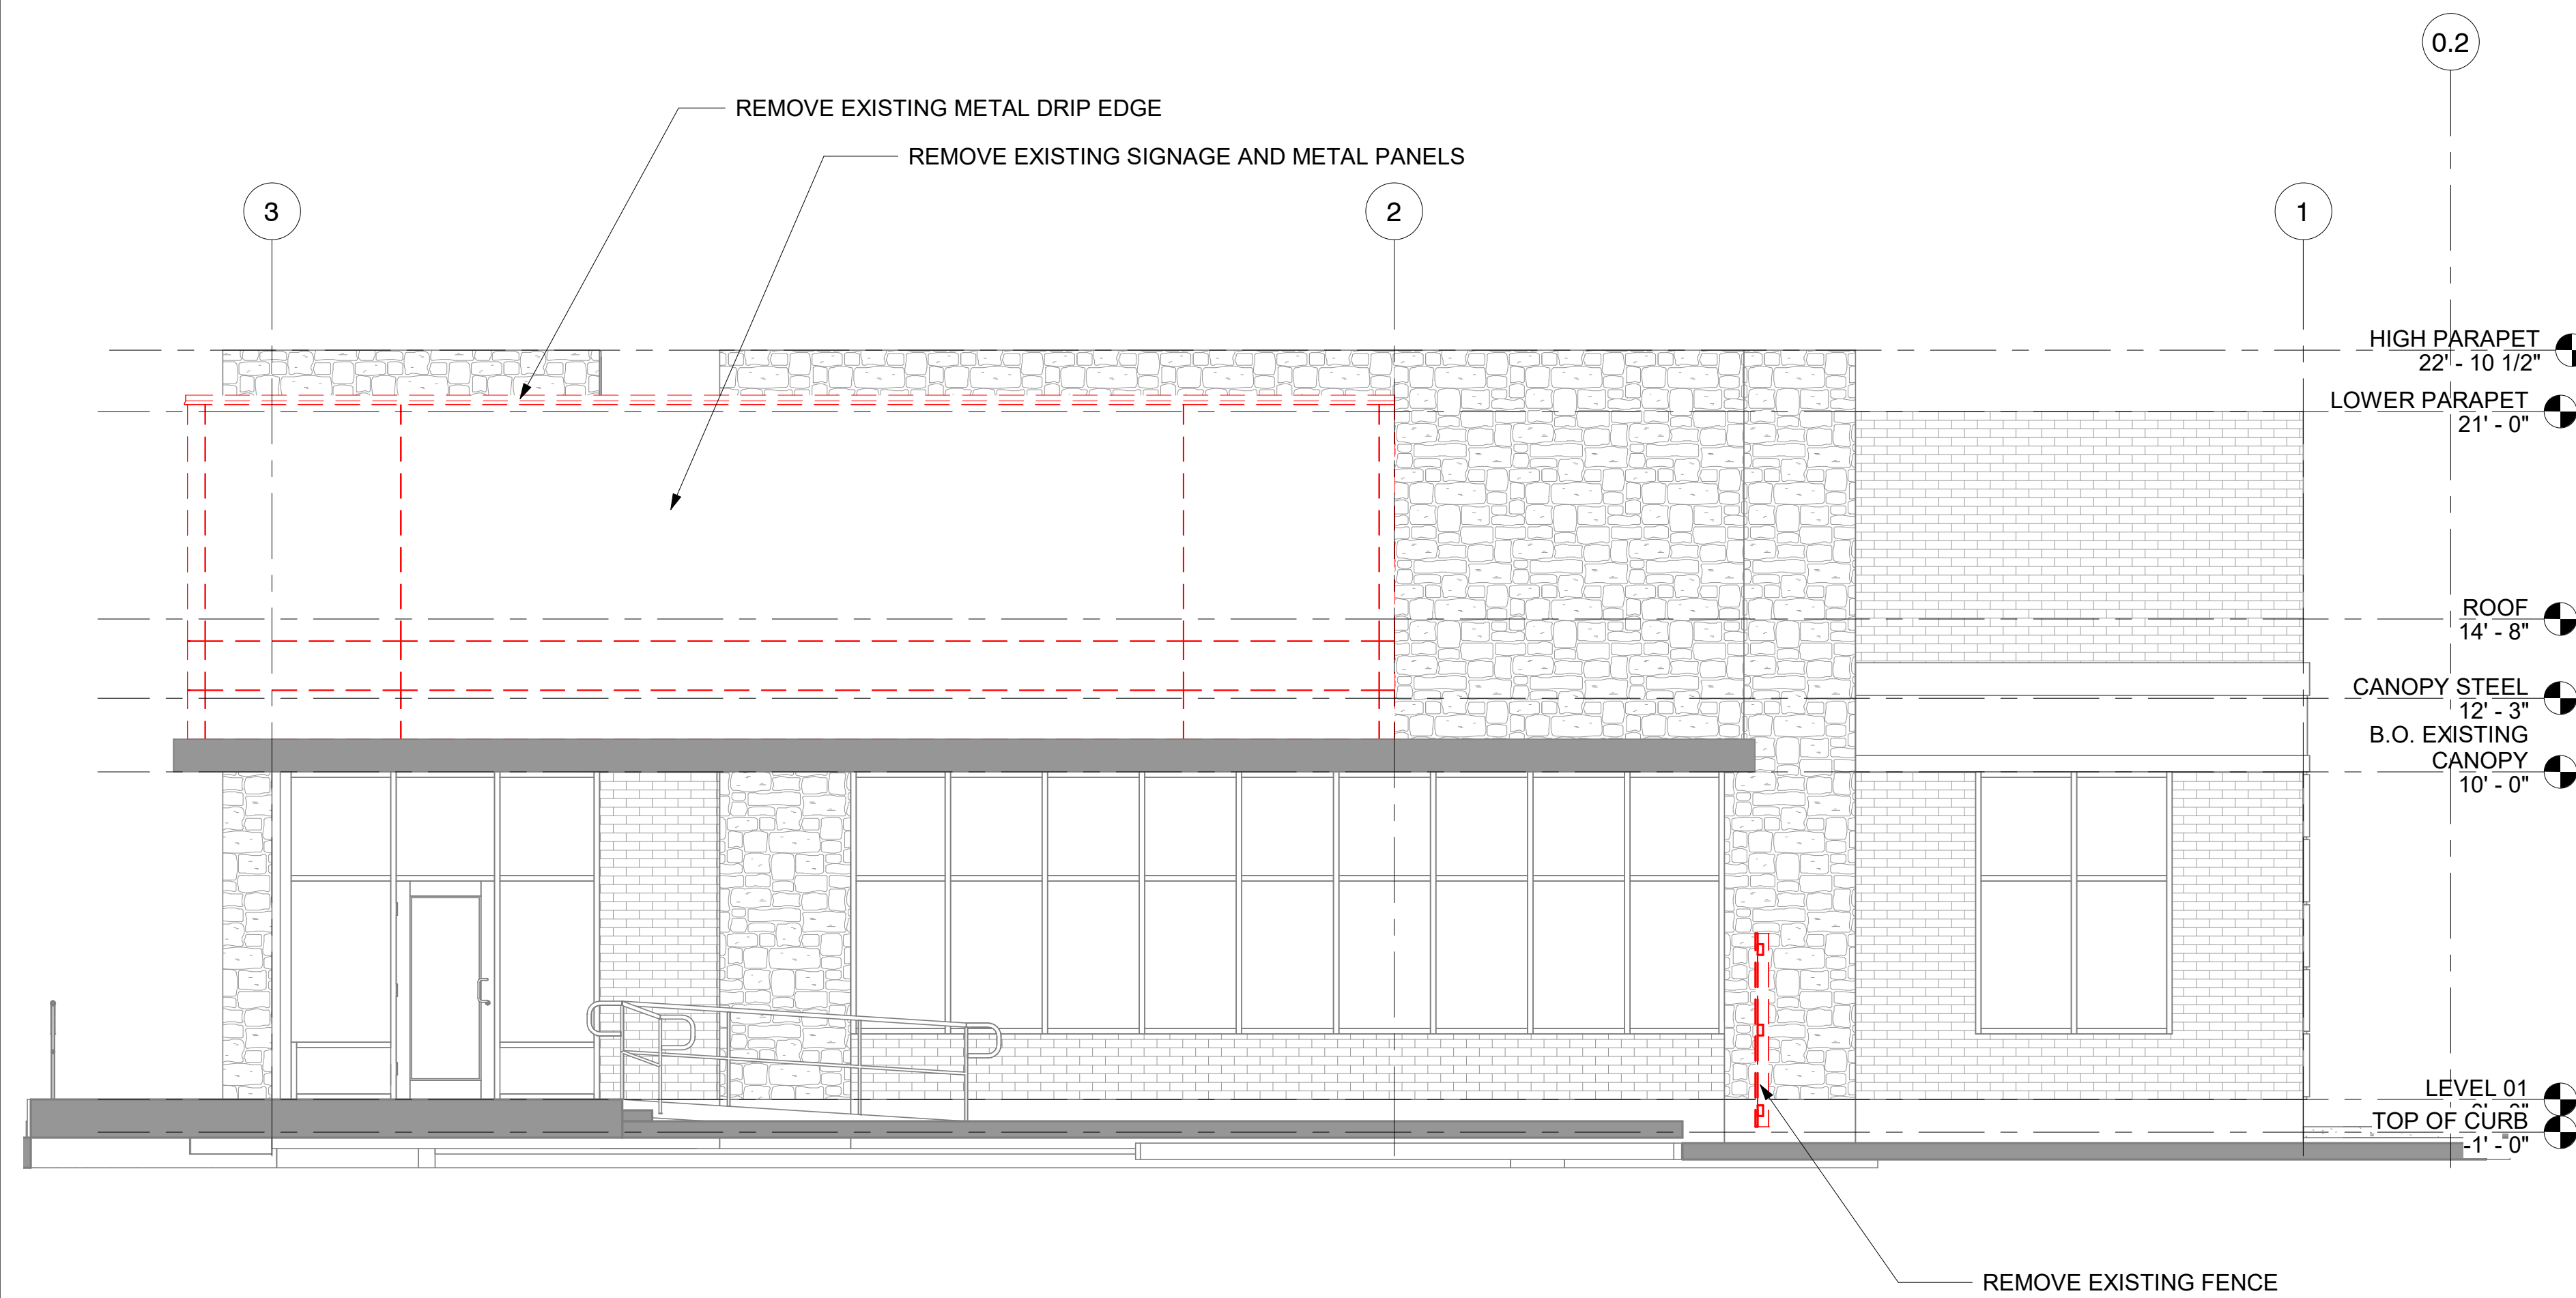 0.2
REMOVE EXISTING METAL DRIP EDGE
REMOVE EXISTING SIGNAGE AND METAL PANELS
3
2
1
HIGH PARAPET
22' - 10 1/2"
LOWER PARAPET
21' - 0"
ROOF
14' - 8"
CANOPY STEEL
12' - 3"
B.O. EXISTING
CANOPY
10' - 0"
LEVEL 01
TOP OF CURB
-1' - 0"
REMOVE EXISTING FENCE